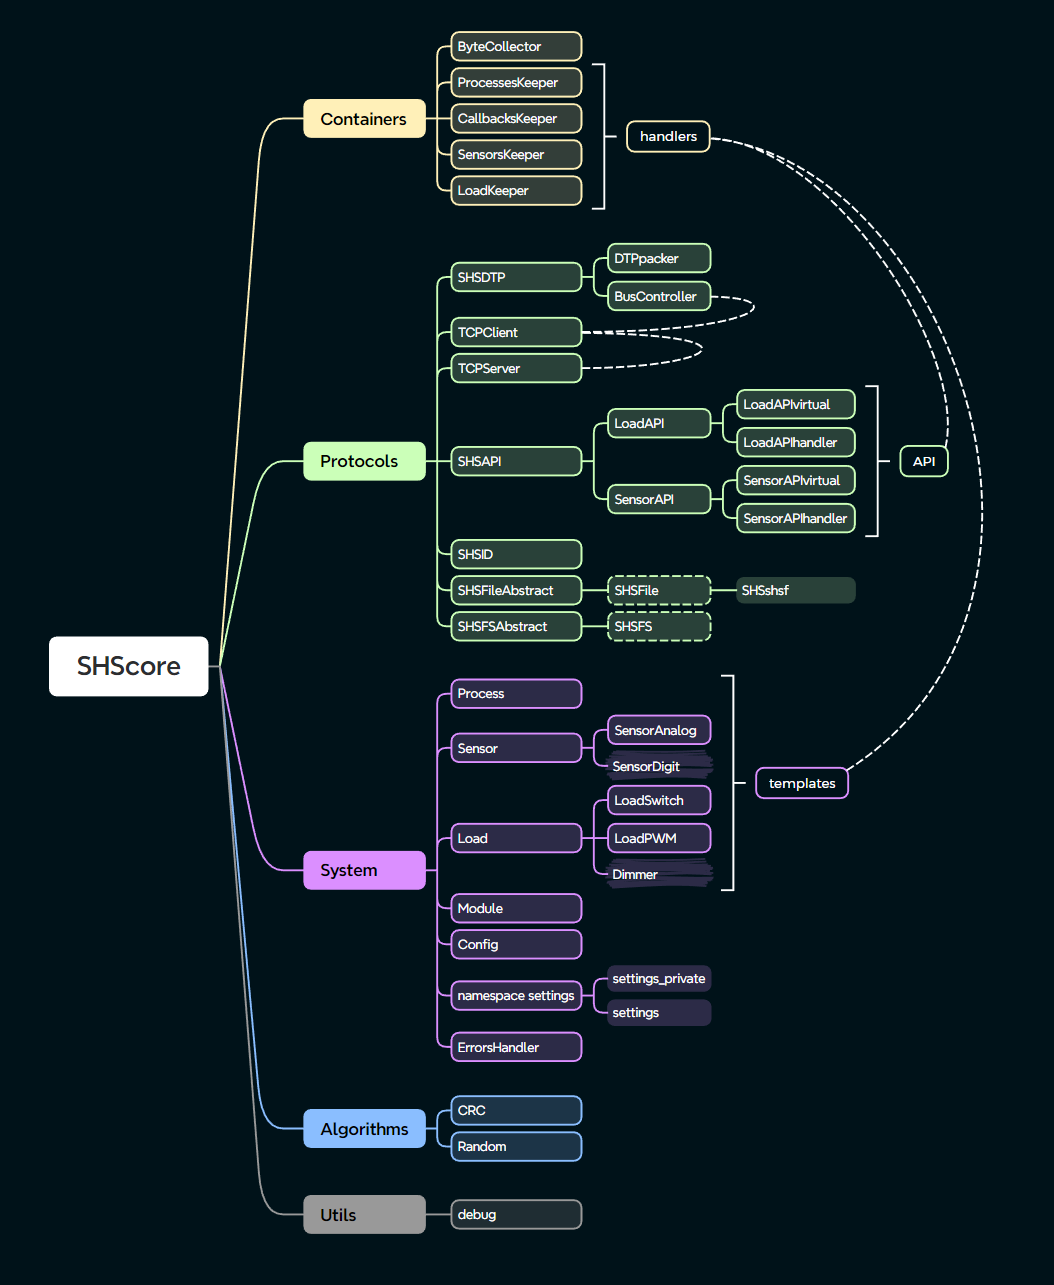 SHScore
Containers
ByteCollector
ProcessesKeeper
CallbacksKeeper
SensorsKeeper
LoadKeeper
handlers
Protocols
SHSDTP
DTPpacker
BusController
TCPClient
TCPServer
SHSAPI
LoadAPI
LoadAPIvirtual
LoadAPIhandler
SensorAPI
SensorAPIvirtual
SensorAPIhandler
API
SHSID
SHSFileAbstract
SHSFile
SHSshsf
SHSFSAbstract
SHSFS
System
Process
Sensor
SensorAnalog
SensorDigit
Load
LoadSwitch
LoadPWM
Dimmer
templates
Module
Config
namespace settings
settings_private
settings
ErrorsHandler
Algorithms
CRC
Random
Utils
debug